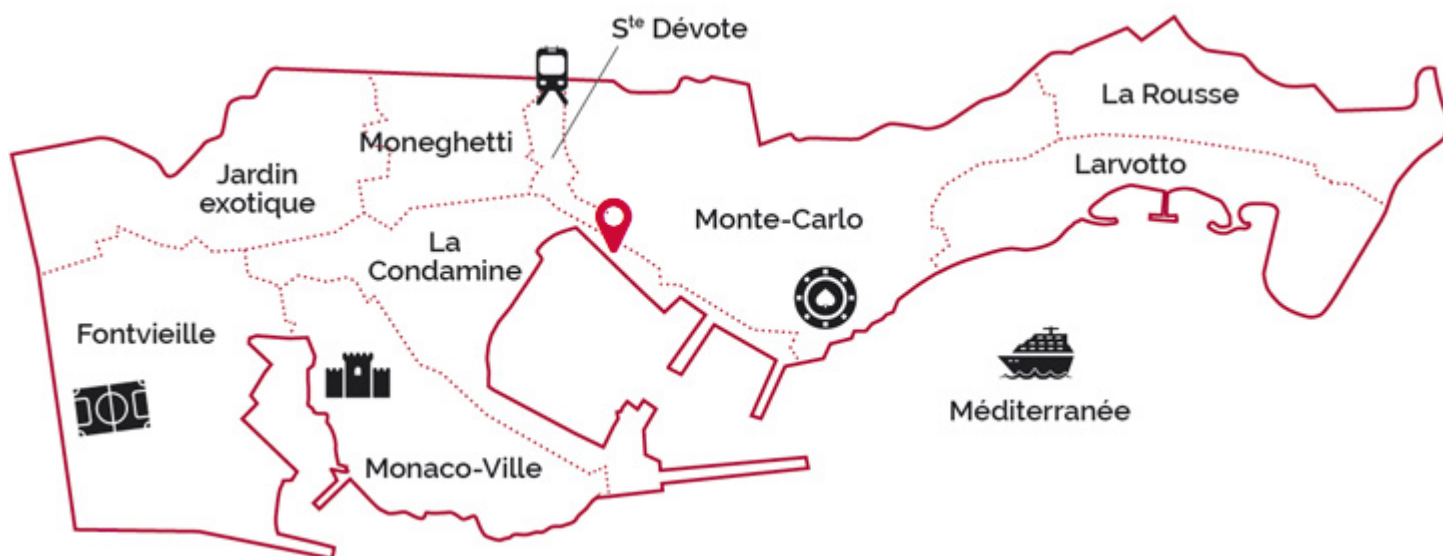 Sᵗᵉ Dévote
La Rousse
Moneghetti
Larvotto
Jardin
exotique
Monte-Carlo
La
Condamine
Fontvieille
Méditerranée
Monaco-Ville